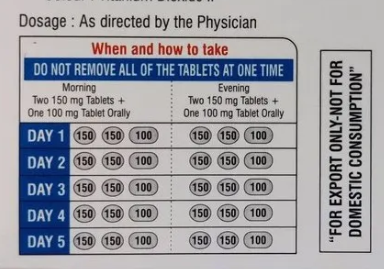 Dosage : As directed by the Physician
When and how to take
DO NOT REMOVE ALL OF THE TABLETS AT ONE TIME
Morning
Two 150 mg Tablets +
One 100 mg Tablet Orally
Evening
Two 150 mg Tablets +
One 100 mg Tablet Orally
DAY 1 150 150 100 150 150 100
DAY 2 150 150 100 150 150 100
DAY 3 150 150 100 150 150 100
DAY 4 150 150 100 150 150 100
DAY 5 150 150 100 150 150 100
"FOR EXPORT ONLY-NOT FOR
DOMESTIC CONSUMPTION"